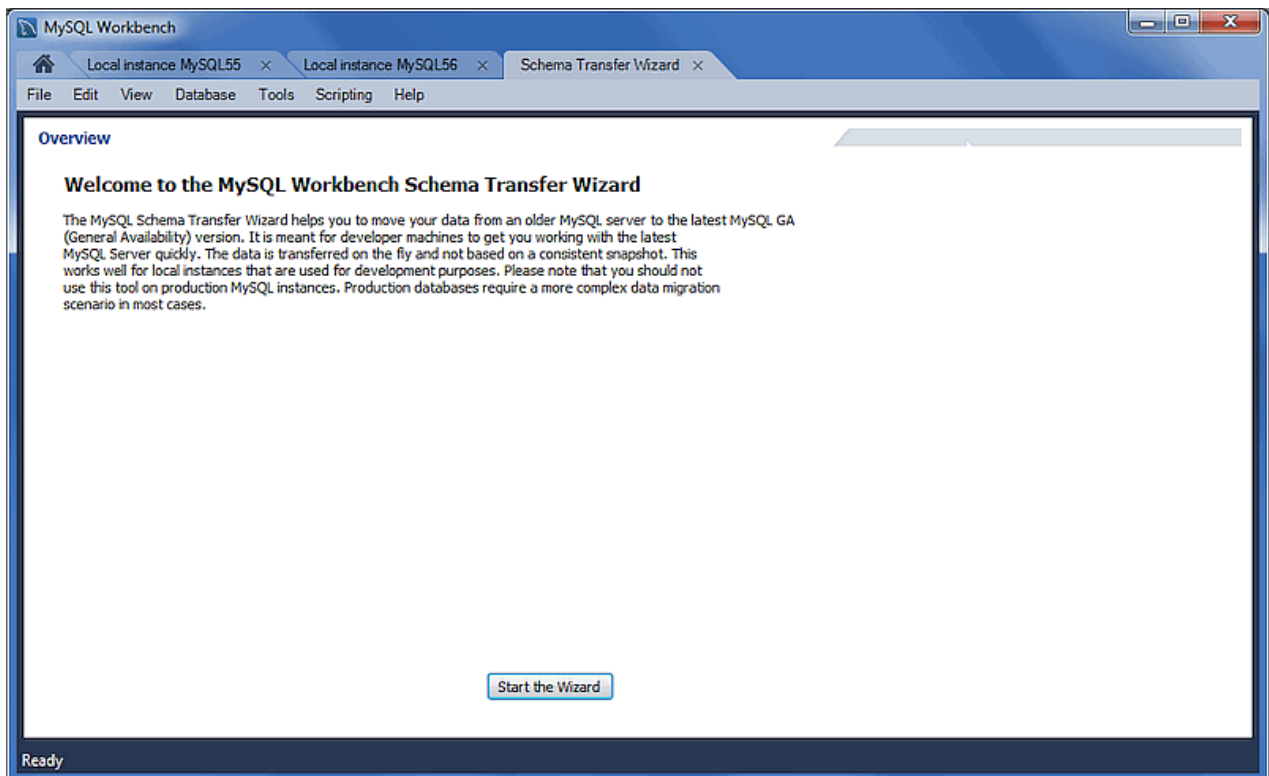 MySQL Workbench
Local instance MySQL55 × Local instance MySQL56 × Schema Transfer Wizard ×
File Edit View Database Tools Scripting Help
Overview
Welcome to the MySQL Workbench Schema Transfer Wizard
The MySQL Schema Transfer Wizard helps you to move your data from an older MySQL server to the latest MySQL GA
(General Availability) version. It is meant for developer machines to get you working with the latest
MySQL Server quickly. The data is transferred on the fly and not based on a consistent snapshot. This
works well for local instances that are used for development purposes. Please note that you should not
use this tool on production MySQL instances. Production databases require a more complex data migration
scenario in most cases.
Start the Wizard
Ready